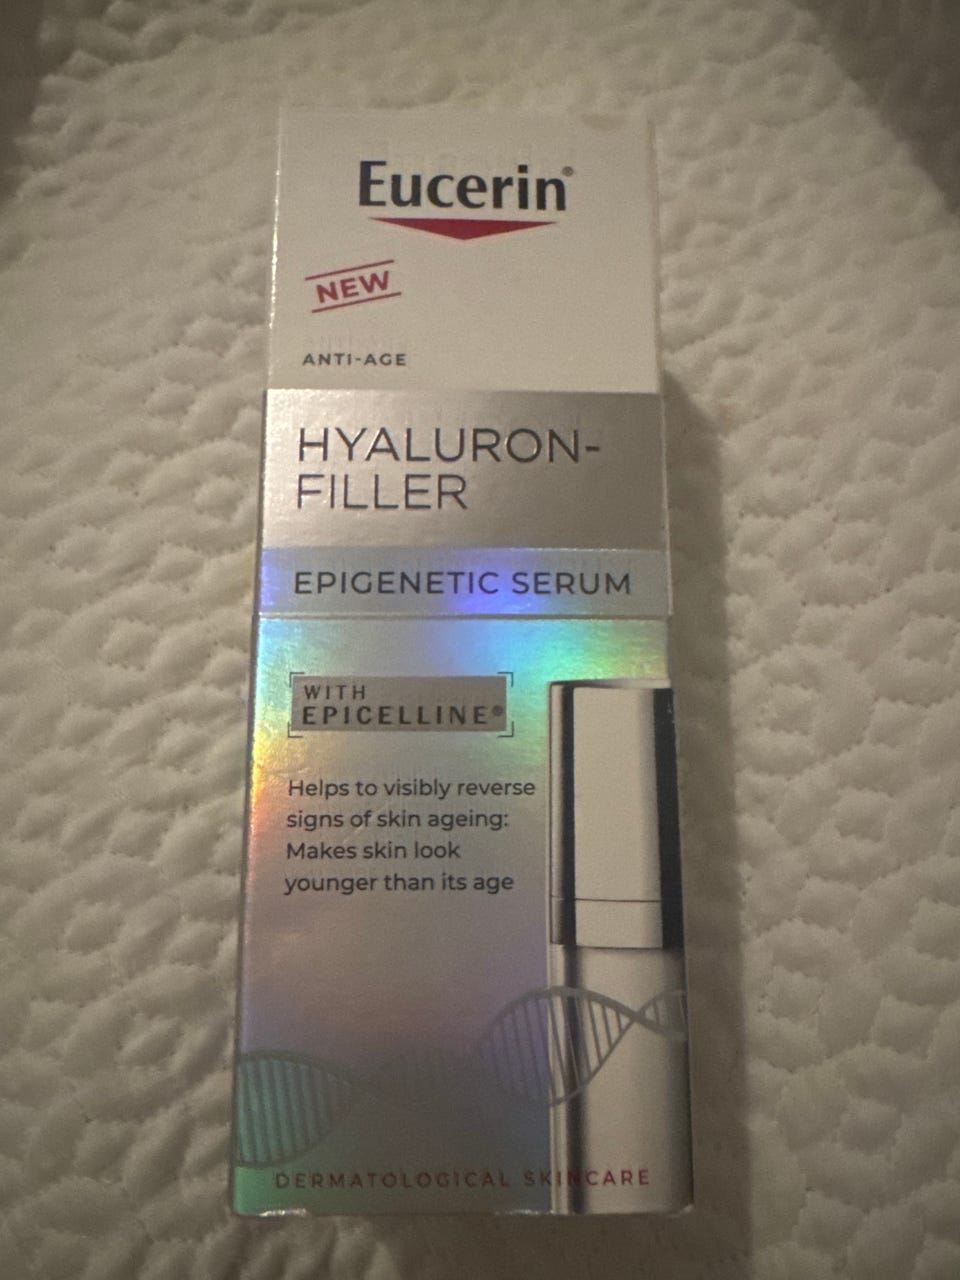 Eucerin®
NEW
ANTI-AGE
HYALURON-
FILLER
EPIGENETIC SERUM
WITH
EPICELLINE®
Helps to visibly reverse
signs of skin ageing:
Makes skin look
younger than its age
DERMATOLOGICAL SKINCARE